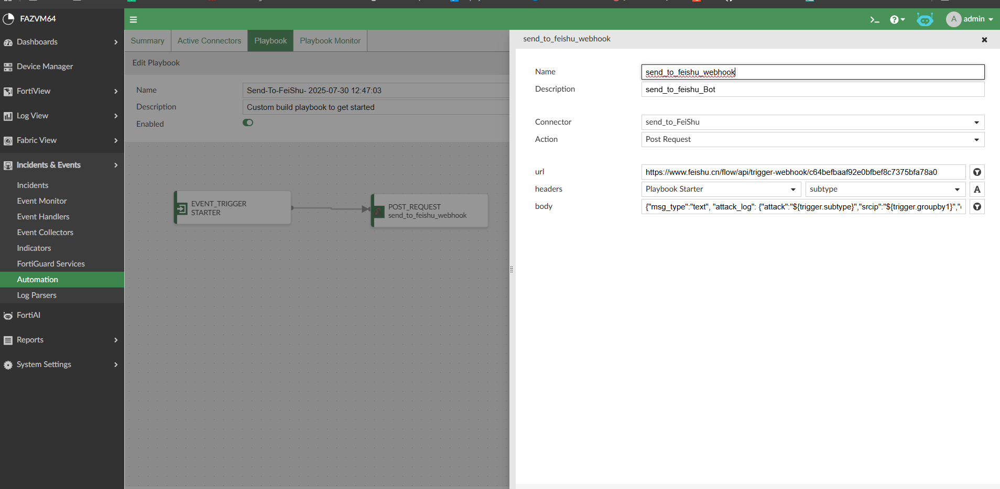 FAZVM64
admin
A
Dashboards
Device Manager
FortiView
Log View
Fabric View
Incidents & Events
Incidents
Event Monitor
Event Handlers
Event Collectors
Indicators
FortiGuard Services
Automation
Log Parsers
FortiAI
Reports
System Settings
Summary
Active Connectors
Playbook
Playbook Monitor
Edit Playbook
Name
Send-To-FeiShu- 2025-07-30 12:47:03
Description
Custom build playbook to get started
Enabled
EVENT_TRIGGER
STARTER
POST_REQUEST
send_to_feishu_webhook
send_to_feishu_webhook
Name
send_to_feishu_webhook
Description
send_to_feishu_Bot
Connector
send_to_FeiShu
Action
Post Request
url
https://www.feishu.cn/flow/api/trigger-webhook/c64befbaaf92e0bfbef8c7375bfa78a0
headers
Playbook Starter
subtype
A
body
{"msg_type":"text", "attack_log": {"attack":"${trigger.subtype}","srcip":"${trigger.groupby1}","